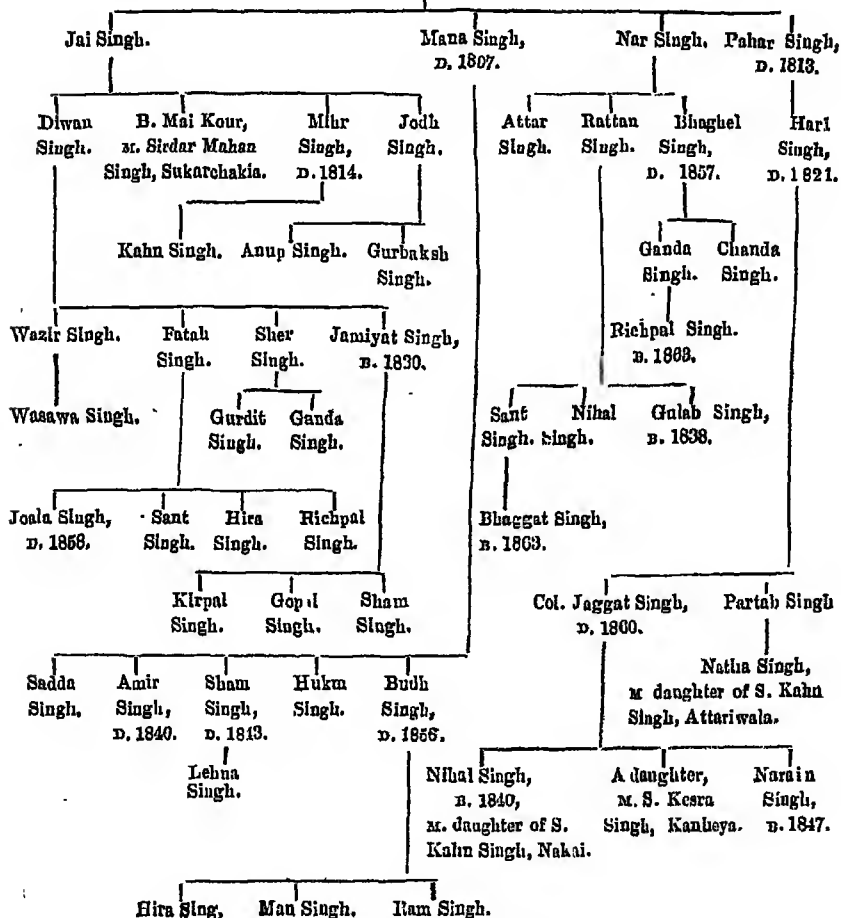 Jai Singh. Mana Singh, Nar Singh. Pahar Singh,
D. 1807. D. 1813.
Diwan B. Mai Kour, Mihr Jodh Attar Rattan Bhaghel Hari
Singh. M. Sirdar Mahan Singh, Singh. Singh. Singh. Singh, Singh,
Singh, Sukarchakia. D. 1814. D. 1857. D. 1821.
Kahn Singh. Anup Singh. Gurbaksh Ganda Chanda
Singh. Singh. Singh.
Wazir Singh. Fatah Sher Jamiyat Singh, Richpal Singh.
Singh. Singh. B. 1830. B. 1863.
Wasawa Singh. Gurdit Ganda Sant Nihal Gulab Singh,
Singh. Singh. Singh. Singh. B. 1838.
Joala Singh, Sant Hira Richpal Bhaggat Singh,
D. 1858. Singh. Singh. Singh. B. 1863.
Kirpal Gopal Sham Col. Jaggat Singh, Partab Singh
Singh. Singh. Singh. D. 1860.
Sadda Amir Sham Hukm Budh Natha Singh,
Singh. Singh, Singh, Singh. Singh, M daughter of S. Kahn
D. 1840. D. 1813. D. 1856. Singh, Attariwala.
Lehna Nihal Singh, A daughter, Narain
Singh. B. 1840, M. S. Kesra Singh,
M. daughter of S. Singh, Kanheya. B. 1847.
Kahn Singh, Nakai.
Hira Sing, Man Singh. Ram Singh.